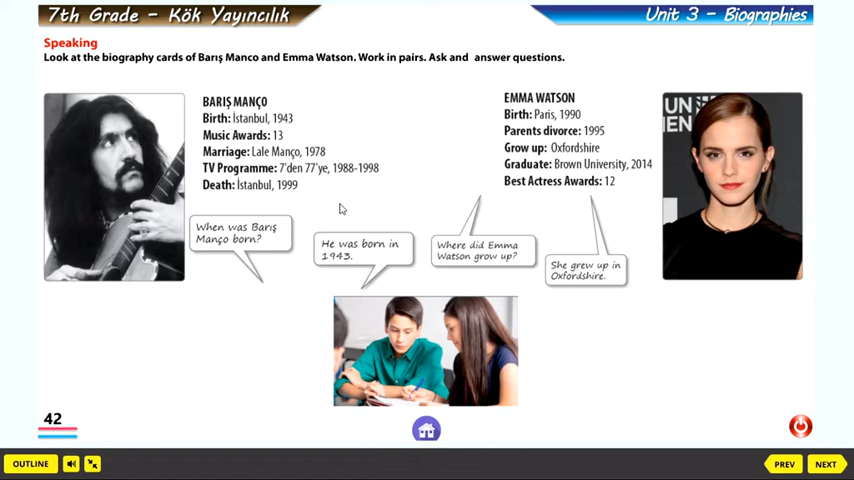 7th Grade – Kök Yayıncılık
Unit 3 – Biographies
Speaking
Look at the biography cards of Barış Manco and Emma Watson. Work in pairs. Ask and answer questions.
BARIŞ MANÇO
Birth: İstanbul, 1943
Music Awards: 13
Marriage: Lale Manço, 1978
TV Programme: 7'den 77'ye, 1988-1998
Death: İstanbul, 1999
EMMA WATSON
Birth: Paris, 1990
Parents divorce: 1995
Grow up: Oxfordshire
Graduate: Brown University, 2014
Best Actress Awards: 12
When was Barış
Manço born?
He was born in
1943.
Where did Emma
Watson grow up?
She grew up in
Oxfordshire.
42
OUTLINE
PREV
NEXT